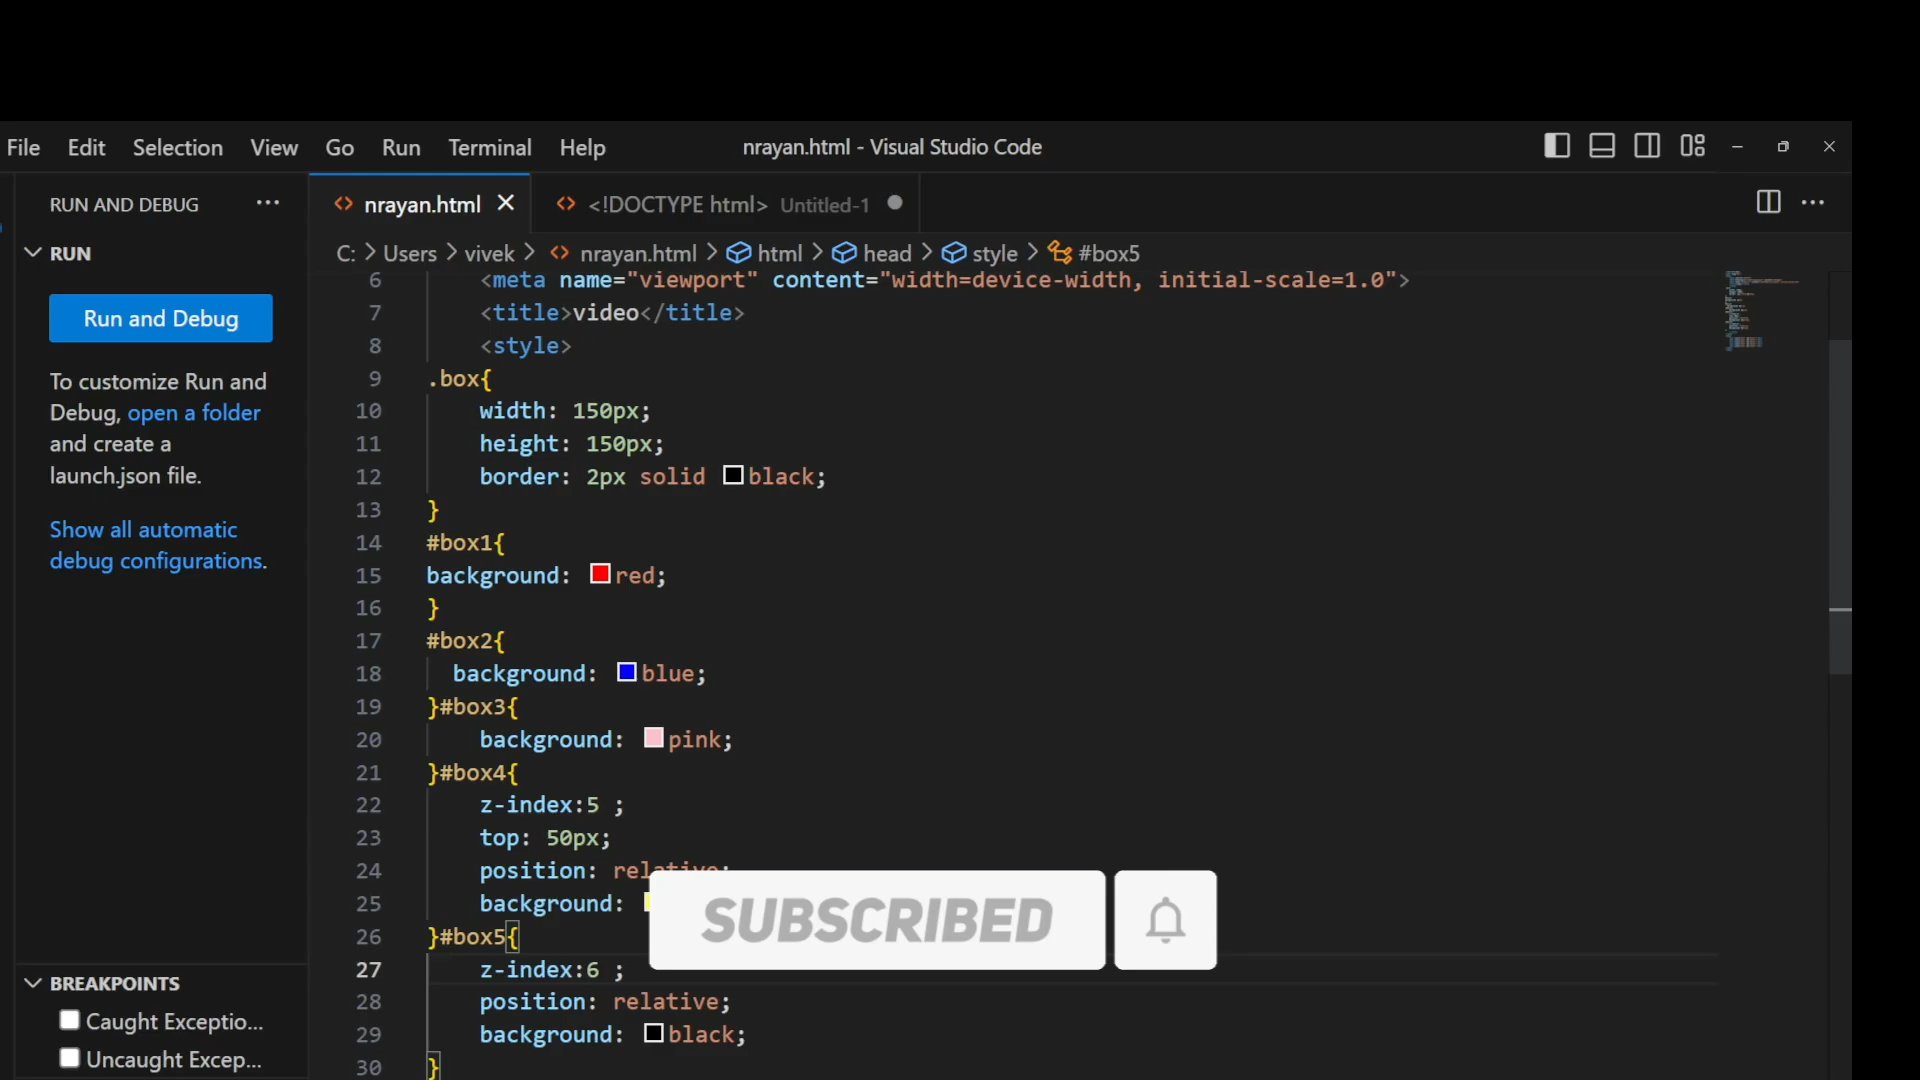 File Edit Selection View Go Run Terminal Help nrayan.html - Visual Studio Code
RUN AND DEBUG ···
nrayan.html × <!DOCTYPE html> Untitled-1
RUN
C: > Users > vivek > nrayan.html > html > head > style > #box5
Run and Debug
To customize Run and
Debug, open a folder
and create a
launch.json file.
Show all automatic
debug configurations.
6 <meta name="viewport" content="width=device-width, initial-scale=1.0">
7 <title>video</title>
8 <style>
9 .box{
10 width: 150px;
11 height: 150px;
12 border: 2px solid black;
13 }
14 #box1{
15 background: red;
16 }
17 #box2{
18 background: blue;
19 }#box3{
20 background: pink;
21 }#box4{
22 z-index:5 ;
23 top: 50px;
24 position: relative;
25 background:
26 }#box5{
27 z-index:6 ;
28 position: relative;
29 background: black;
30 }
SUBSCRIBED
BREAKPOINTS
Caught Exceptio...
Uncaught Excep...